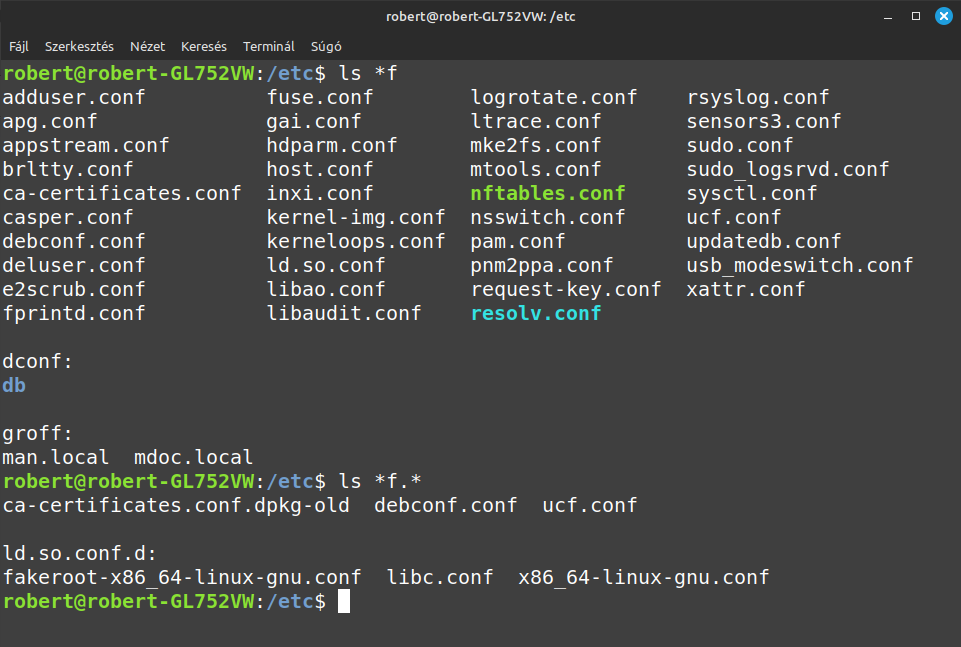 robert@robert-GL752VW: /etc
Fájl Szerkesztés Nézet Keresés Terminál Súgó
robert@robert-GL752VW:/etc$ ls *f
adduser.conf fuse.conf logrotate.conf rsyslog.conf
apg.conf gai.conf ltrace.conf sensors3.conf
appstream.conf hdparm.conf mke2fs.conf sudo.conf
brltty.conf host.conf mtools.conf sudo_logsrvd.conf
ca-certificates.conf inxi.conf nftables.conf sysctl.conf
casper.conf kernel-img.conf nsswitch.conf ucf.conf
debconf.conf kerneloops.conf pam.conf updatedb.conf
deluser.conf ld.so.conf pnm2ppa.conf usb_modeswitch.conf
e2scrub.conf libao.conf request-key.conf xattr.conf
fprintd.conf libaudit.conf resolv.conf
dconf:
db
groff:
man.local mdoc.local
robert@robert-GL752VW:/etc$ ls *f.*
ca-certificates.conf.dpkg-old debconf.conf ucf.conf
ld.so.conf.d:
fakeroot-x86_64-linux-gnu.conf libc.conf x86_64-linux-gnu.conf
robert@robert-GL752VW:/etc$